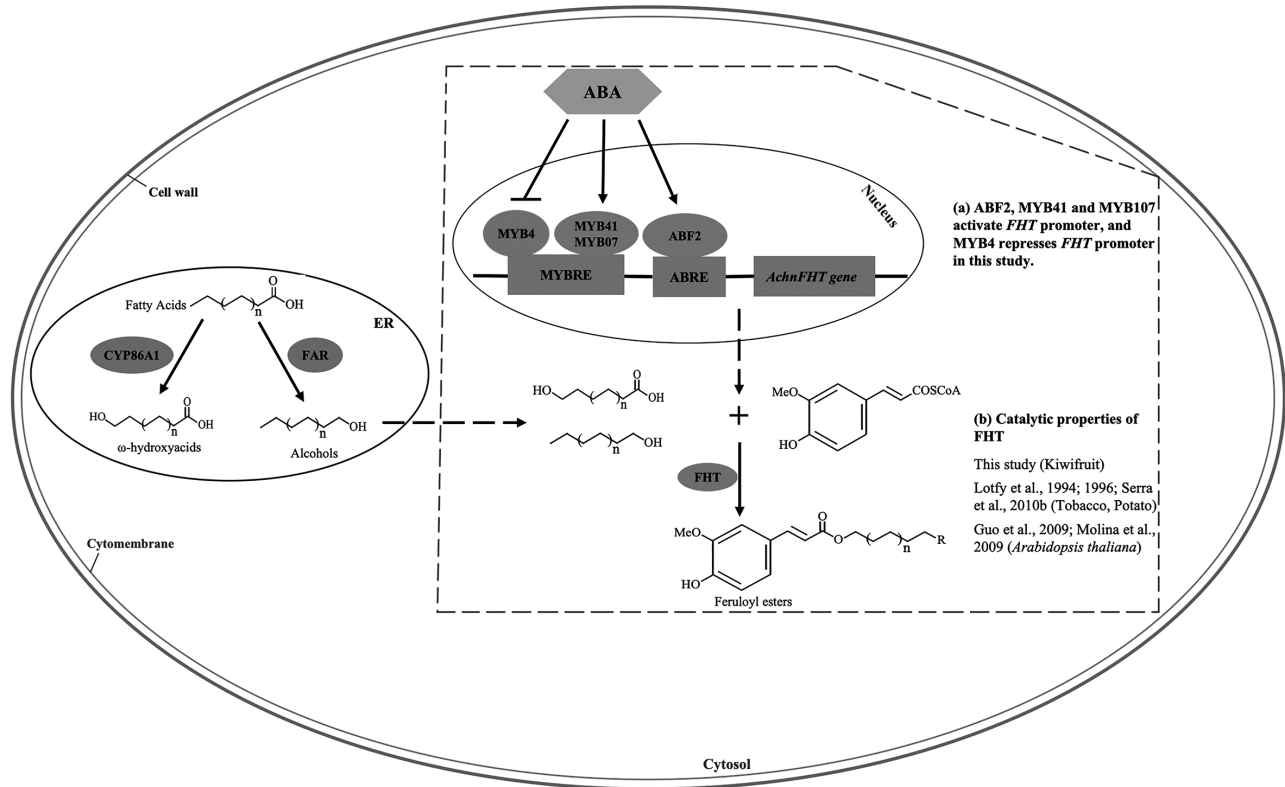 ABA
Nucleus
Cell wall
MYB4
MYB41
MYB07
ABF2
MYBRE
ABRE
AchnFHT gene
(a) ABF2, MYB41 and MYB107
activate FHT promoter, and
MYB4 represses FHT promoter
in this study.
Fatty Acids
n
O
OH
ER
CYP86A1
FAR
HO
n
O
OH
ω-hydroxyacids
n
OH
Alcohols
HO
n
O
OH
n
OH
+
MeO
HO
COSCoA
FHT
(b) Catalytic properties of
FHT
This study (Kiwifruit)
Lotfy et al., 1994; 1996; Serra
et al., 2010b (Tobacco, Potato)
Guo et al., 2009; Molina et al.,
2009 (Arabidopsis thaliana)
MeO
HO
O
O
n
R
Feruloyl esters
Cytomembrane
Cytosol